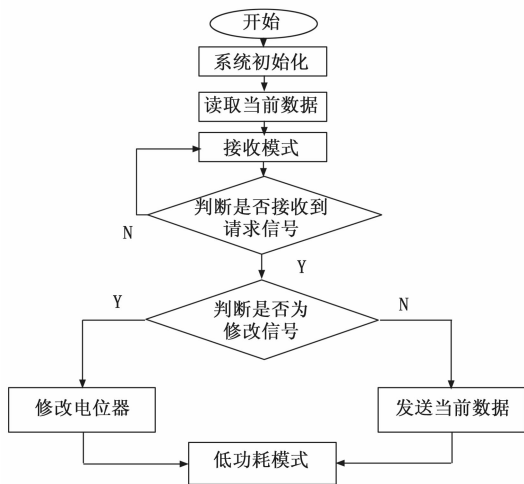 开始
系统初始化
读取当前数据
接收模式
判断是否接收到
请求信号
N
Y
判断是否为
修改信号
Y
N
修改电位器
发送当前数据
低功耗模式